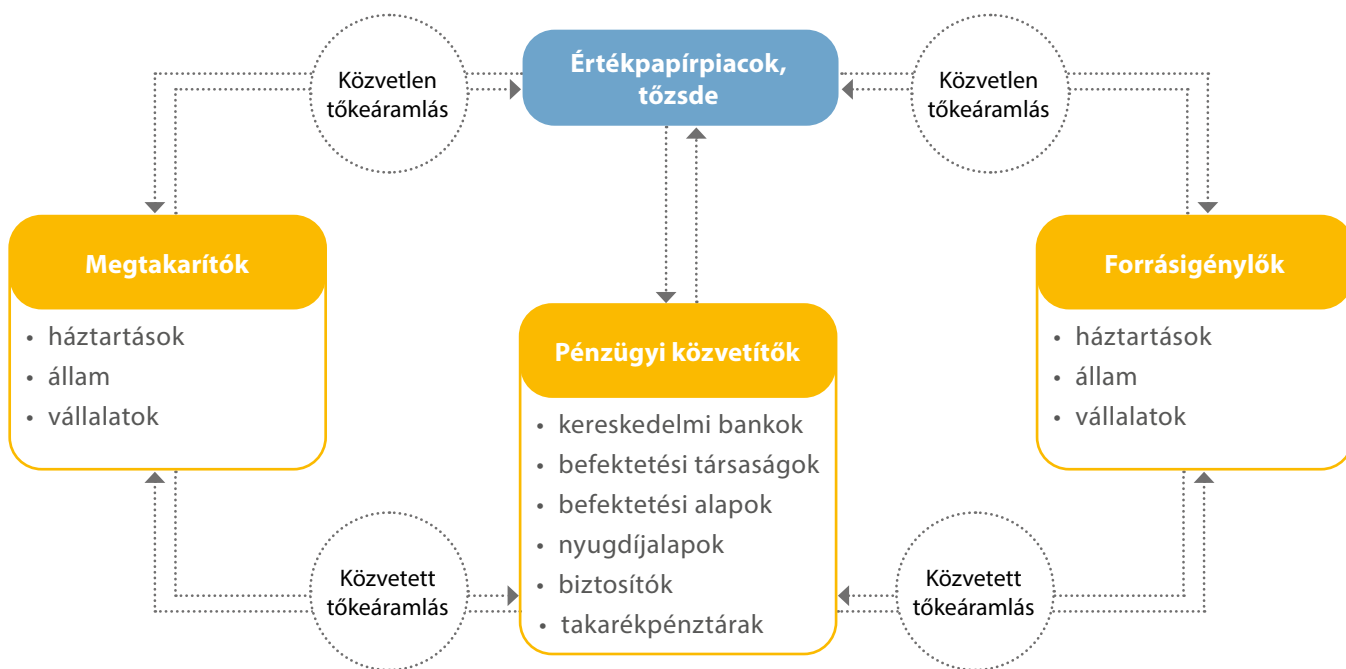 Közvetlen
tőkeáramlás
Értékpapírpiacok,
tőzsde
Közvetlen
tőkeáramlás
Megtakarítók
• háztartások
• állam
• vállalatok
Pénzügyi közvetítők
• kereskedelmi bankok
• befektetési társaságok
• befektetési alapok
• nyugdíjalapok
• biztosítók
• takarékpénztárak
Forrásigénylők
• háztartások
• állam
• vállalatok
Közvetett
tőkeáramlás
Közvetett
tőkeáramlás